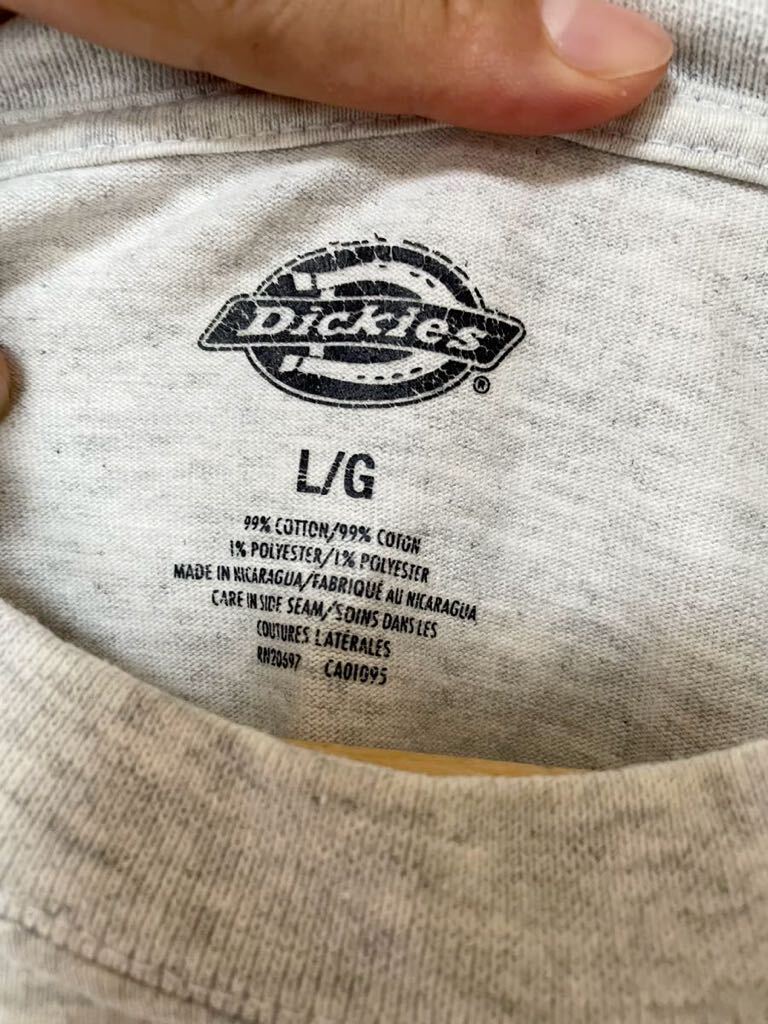 Dickies
®
L/G
99% COTTON/99% COTON
1% POLYESTER/1% POLYESTER
MADE IN NICARAGUA/FABRIQUÉ AU NICARAGUA
CARE IN SIDE SEAM/SOINS DANS LES
COUTURES LATÉRALES
RN20697 CA01095